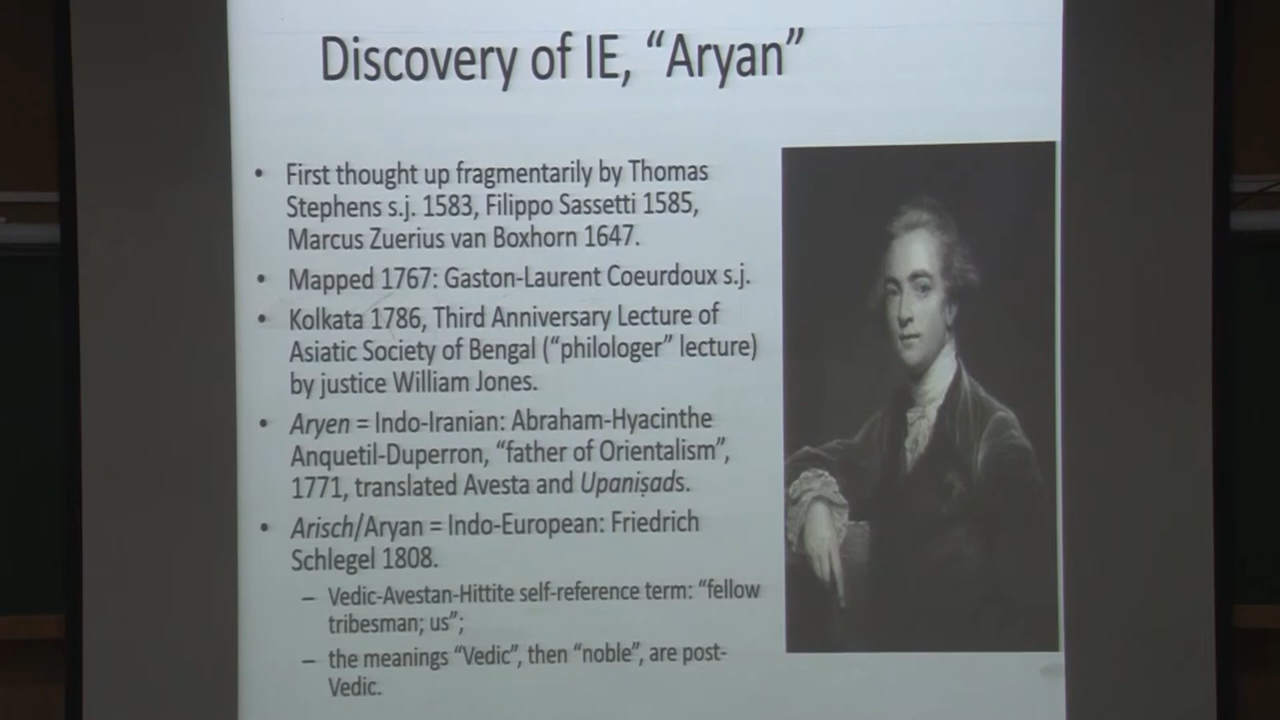 Discovery of IE, “Aryan”
• First thought up fragmentarily by Thomas
Stephens s.j. 1583, Filippo Sassetti 1585,
Marcus Zuerius van Boxhorn 1647.
• Mapped 1767: Gaston-Laurent Coeurdoux s.j.
• Kolkata 1786, Third Anniversary Lecture of
Asiatic Society of Bengal (“philologer” lecture)
by justice William Jones.
• Aryen = Indo-Iranian: Abraham-Hyacinthe
Anquetil-Duperron, “father of Orientalism”,
1771, translated Avesta and Upaniṣads.
• Arisch/Aryan = Indo-European: Friedrich
Schlegel 1808.
– Vedic-Avestan-Hittite self-reference term: “fellow
tribesman; us”;
– the meanings “Vedic”, then “noble”, are post-
Vedic.